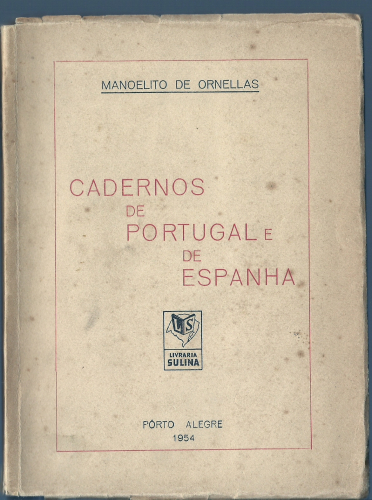 MANOELITO DE ORNELLAS
CADERNOS
DE
PORTUGAL E
DE
ESPANHA
LS
LIVRARIA
SULINA
PÔRTO ALEGRE
1954